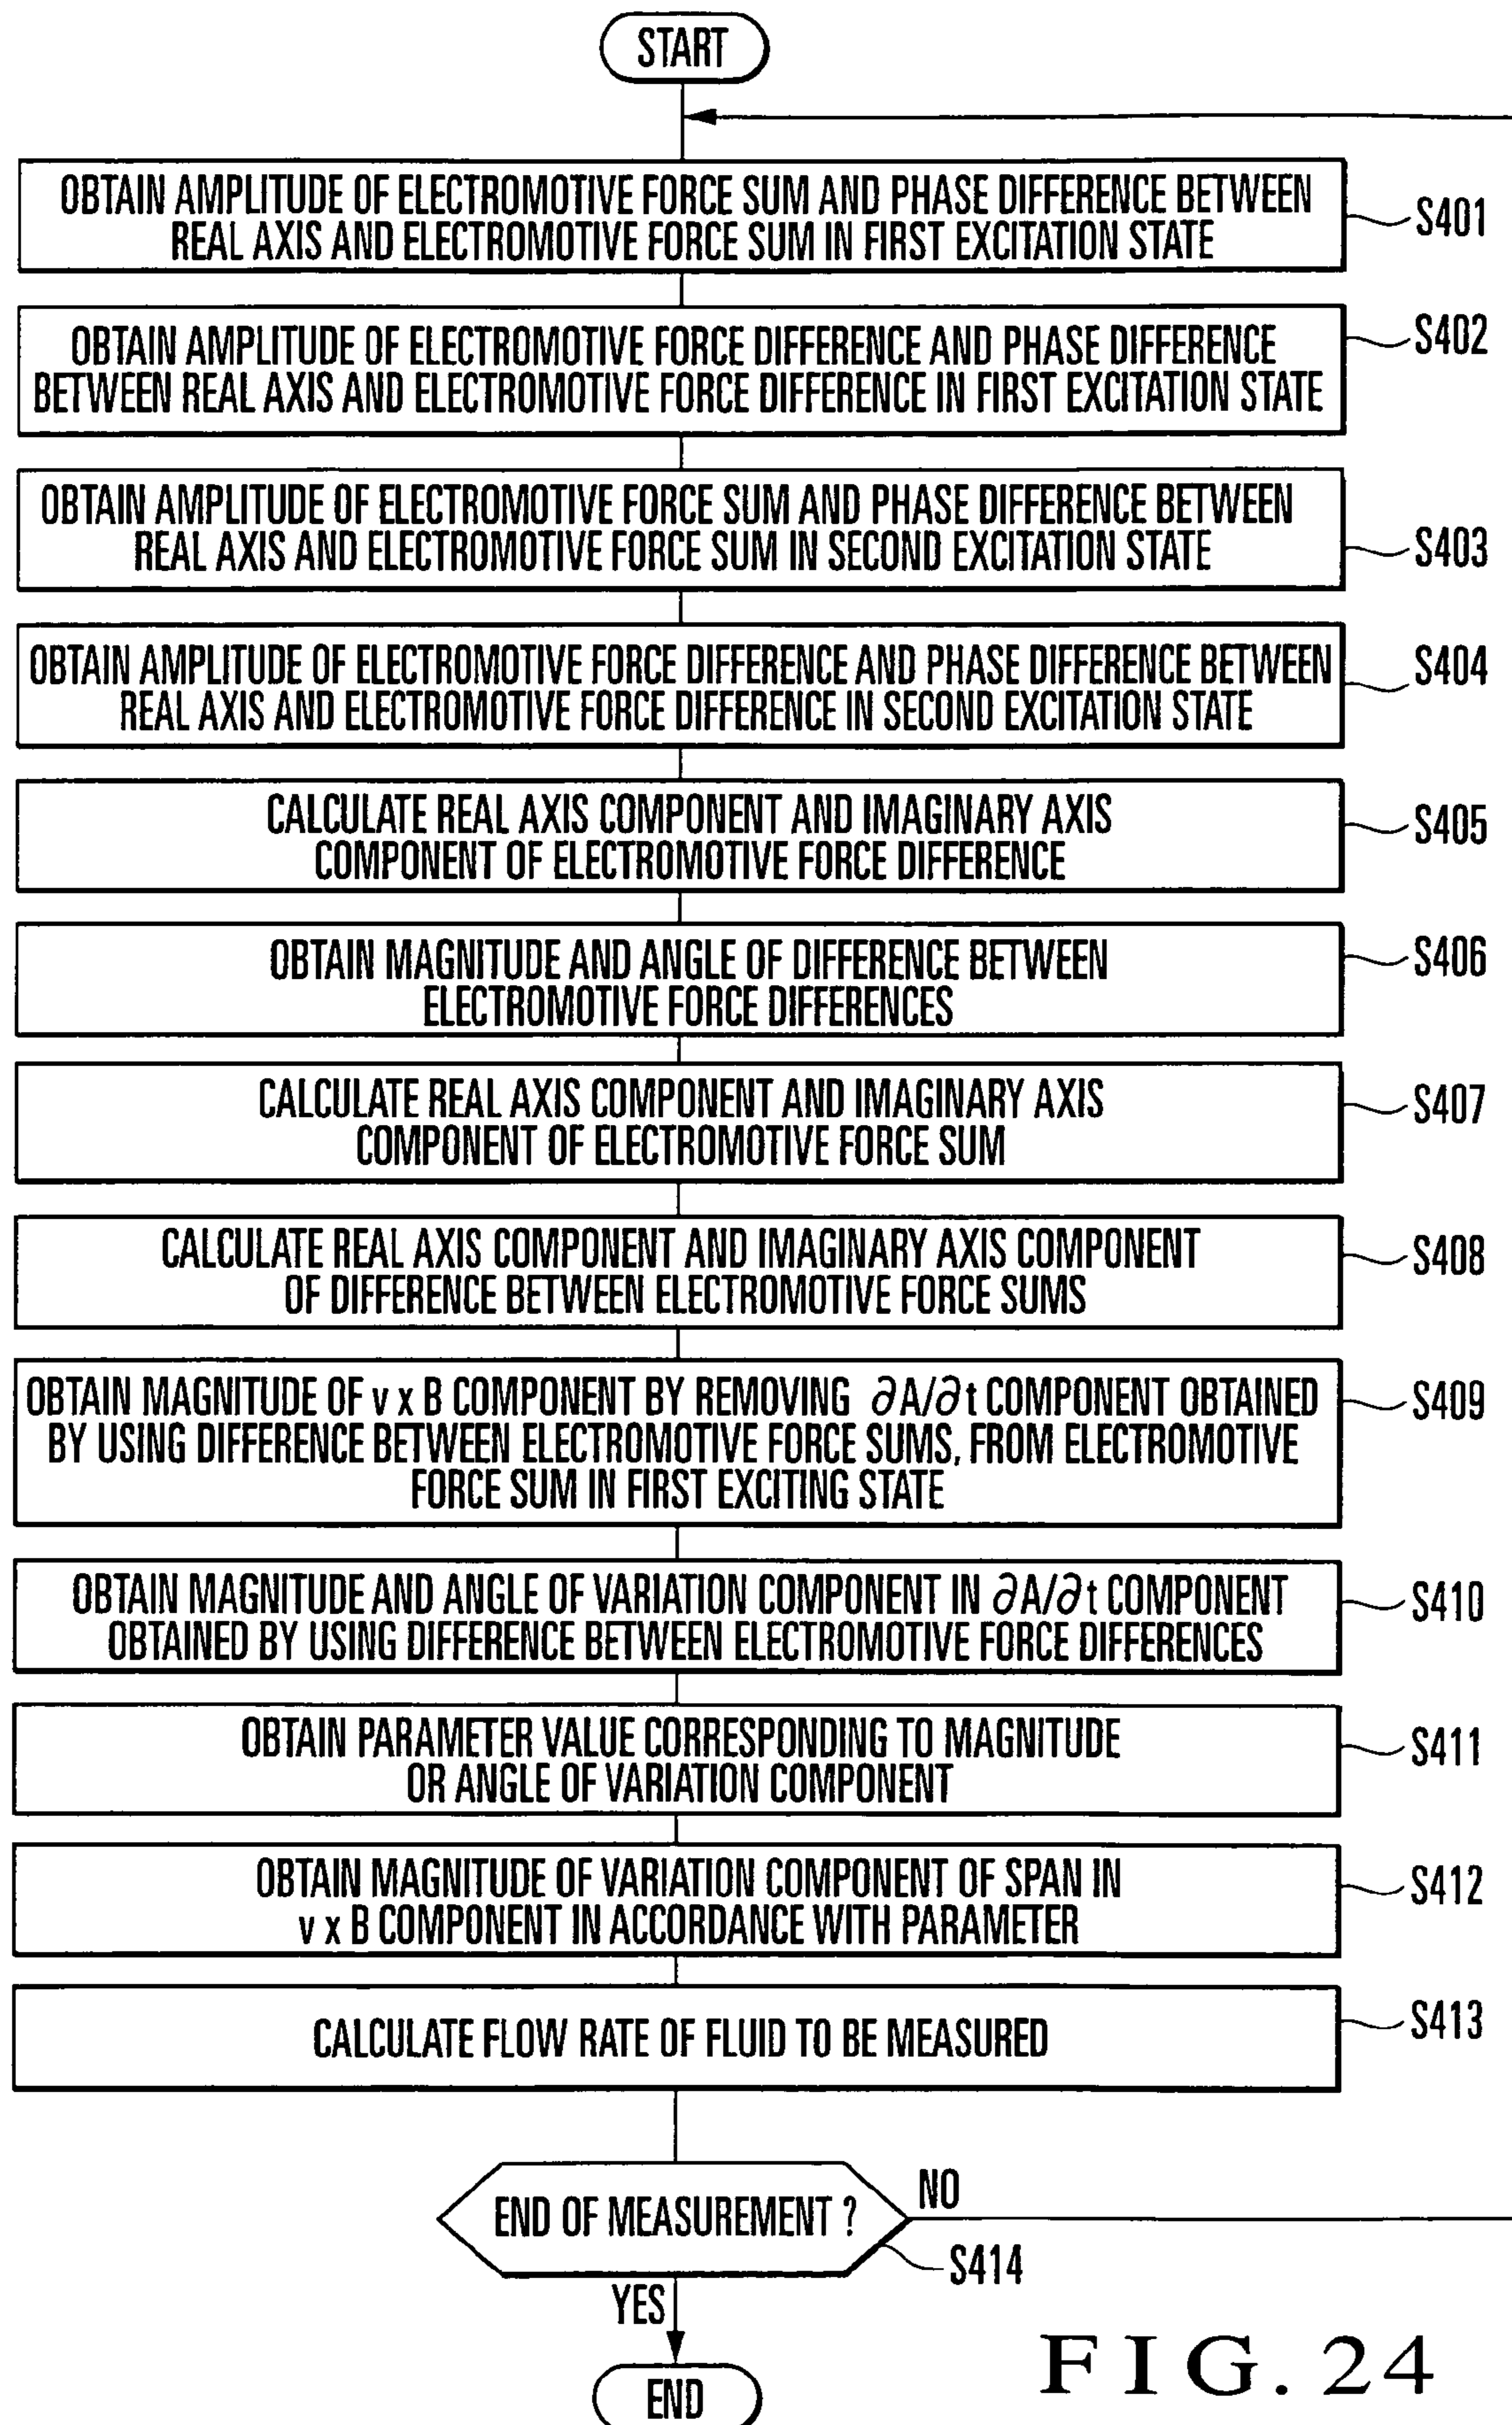 START
OBTAIN AMPLITUDE OF ELECTROMOTIVE FORCE SUM AND PHASE DIFFERENCE BETWEEN
REAL AXIS AND ELECTROMOTIVE FORCE SUM IN FIRST EXCITATION STATE
S401
OBTAIN AMPLITUDE OF ELECTROMOTIVE FORCE DIFFERENCE AND PHASE DIFFERENCE
BETWEEN REAL AXIS AND ELECTROMOTIVE FORCE DIFFERENCE IN FIRST EXCITATION STATE
S402
OBTAIN AMPLITUDE OF ELECTROMOTIVE FORCE SUM AND PHASE DIFFERENCE BETWEEN
REAL AXIS AND ELECTROMOTIVE FORCE SUM IN SECOND EXCITATION STATE
S403
OBTAIN AMPLITUDE OF ELECTROMOTIVE FORCE DIFFERENCE AND PHASE DIFFERENCE BETWEEN
REAL AXIS AND ELECTROMOTIVE FORCE DIFFERENCE IN SECOND EXCITATION STATE
S404
CALCULATE REAL AXIS COMPONENT AND IMAGINARY AXIS
COMPONENT OF ELECTROMOTIVE FORCE DIFFERENCE
S405
OBTAIN MAGNITUDE AND ANGLE OF DIFFERENCE BETWEEN
ELECTROMOTIVE FORCE DIFFERENCES
S406
CALCULATE REAL AXIS COMPONENT AND IMAGINARY AXIS
COMPONENT OF ELECTROMOTIVE FORCE SUM
S407
CALCULATE REAL AXIS COMPONENT AND IMAGINARY AXIS COMPONENT
OF DIFFERENCE BETWEEN ELECTROMOTIVE FORCE SUMS
S408
OBTAIN MAGNITUDE OF v x B COMPONENT BY REMOVING ∂A/∂t COMPONENT OBTAINED
BY USING DIFFERENCE BETWEEN ELECTROMOTIVE FORCE SUMS, FROM ELECTROMOTIVE
FORCE SUM IN FIRST EXCITING STATE
S409
OBTAIN MAGNITUDE AND ANGLE OF VARIATION COMPONENT IN ∂A/∂t COMPONENT
OBTAINED BY USING DIFFERENCE BETWEEN ELECTROMOTIVE FORCE DIFFERENCES
S410
OBTAIN PARAMETER VALUE CORRESPONDING TO MAGNITUDE
OR ANGLE OF VARIATION COMPONENT
S411
OBTAIN MAGNITUDE OF VARIATION COMPONENT OF SPAN IN
v x B COMPONENT IN ACCORDANCE WITH PARAMETER
S412
CALCULATE FLOW RATE OF FLUID TO BE MEASURED
S413
END OF MEASUREMENT ?
NO
S414
YES
END
FIG. 24